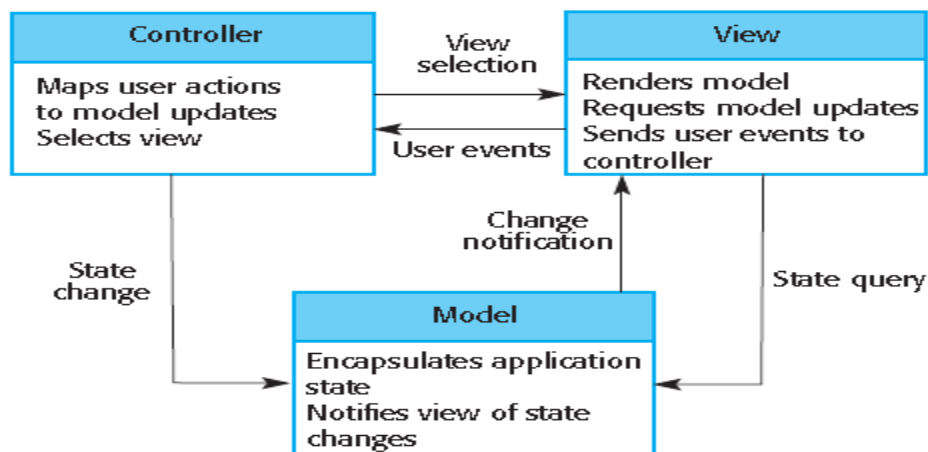 Controller
Maps user actions
to model updates
Selects view
View
selection
User events
View
Renders model
Requests model updates
Sends user events to
controller
State
change
Change
notification
State query
Model
Encapsulates application
state
Notifies view of state
changes